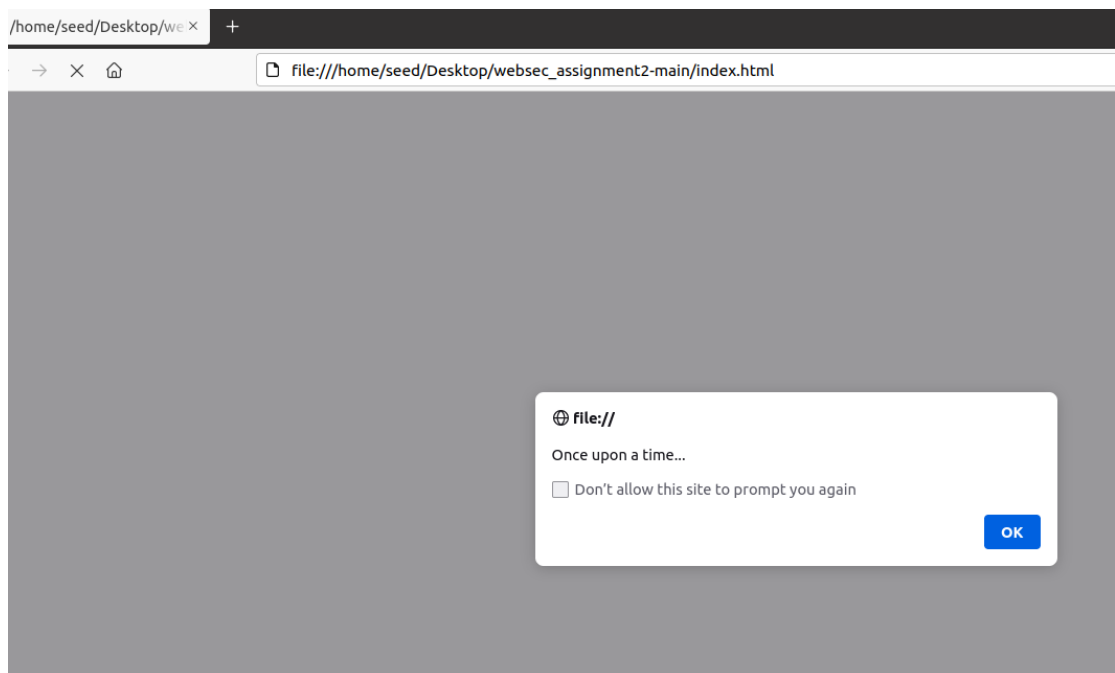 /home/seed/Desktop/we
file:///home/seed/Desktop/websec_assignment2-main/index.html
file://
Once upon a time...
Don't allow this site to prompt you again
OK